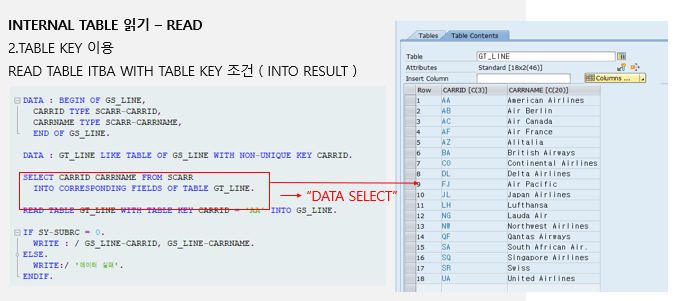 INTERNAL TABLE 읽기 – READ
2.TABLE KEY 이용
READ TABLE ITBA WITH TABLE KEY 조건 ( INTO RESULT )
DATA : BEGIN OF GS_LINE,
CARRID TYPE SCARR-CARRID,
CARRNAME TYPE SCARR-CARRNAME,
END OF GS_LINE.
DATA : GT_LINE LIKE TABLE OF GS_LINE WITH NON-UNIQUE KEY CARRID.
SELECT CARRID CARRNAME FROM SCARR
INTO CORRESPONDING FIELDS OF TABLE GT_LINE.
"DATA SELECT"
READ TABLE GT_LINE WITH TABLE KEY CARRID = 'AA' INTO GS_LINE.
IF SY-SUBRC = 0.
WRITE : / GS_LINE-CARRID, GS_LINE-CARRNAME.
ELSE.
WRITE:/ '데이터 실패'.
ENDIF.
Tables Table Contents
Table GT_LINE
Attributes Standard [18x2(46)]
Insert Column Columns ...
Row CARRID [C(3)] CARRNAME [C(20)]
1 AA American Airlines
2 AB Air Berlin
3 AC Air Canada
4 AF Air France
5 AZ Alitalia
6 BA British Airways
7 CO Continental Airlines
8 DL Delta Airlines
9 FJ Air Pacific
10 JL Japan Airlines
11 LH Lufthansa
12 NG Lauda Air
13 NW Northwest Airlines
14 QF Qantas Airways
15 SA South African Air.
16 SQ Singapore Airlines
17 SR Swiss
18 UA United Airlines